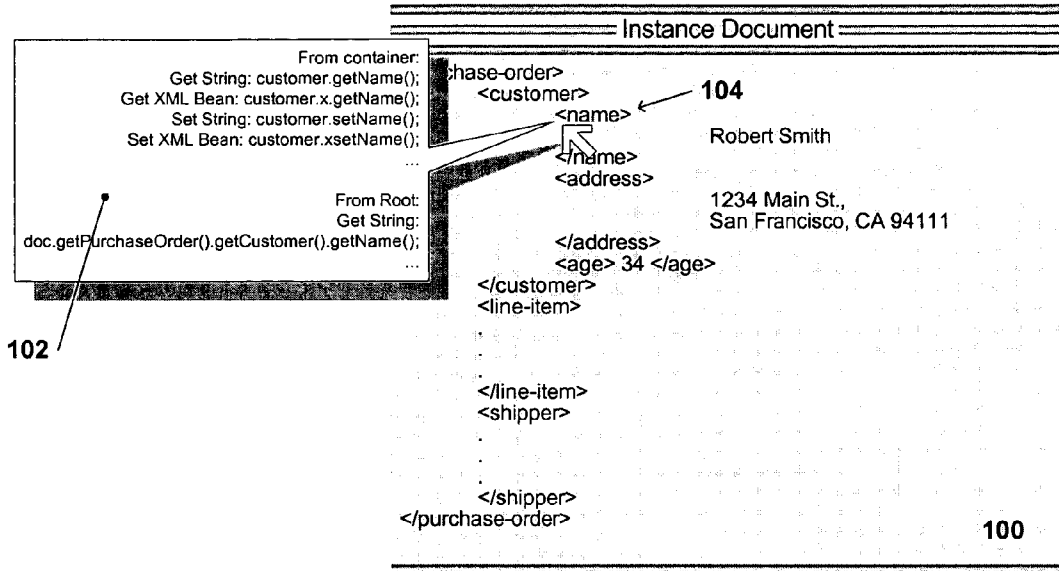 Instance Document
From container:
Get String: customer.getName();
Get XML Bean: customer.x.getName();
Set String: customer.setName();
Set XML Bean: customer.xsetName();
...
From Root:
Get String:
doc.getPurchaseOrder().getCustomer().getName();
...
102
chase-order>
<customer>
<name>
104
Robert Smith
</name>
<address>
1234 Main St.,
San Francisco, CA 94111
</address>
<age> 34 </age>
</customer>
<line-item>
.
.
.
</line-item>
<shipper>
.
.
.
</shipper>
</purchase-order>
100